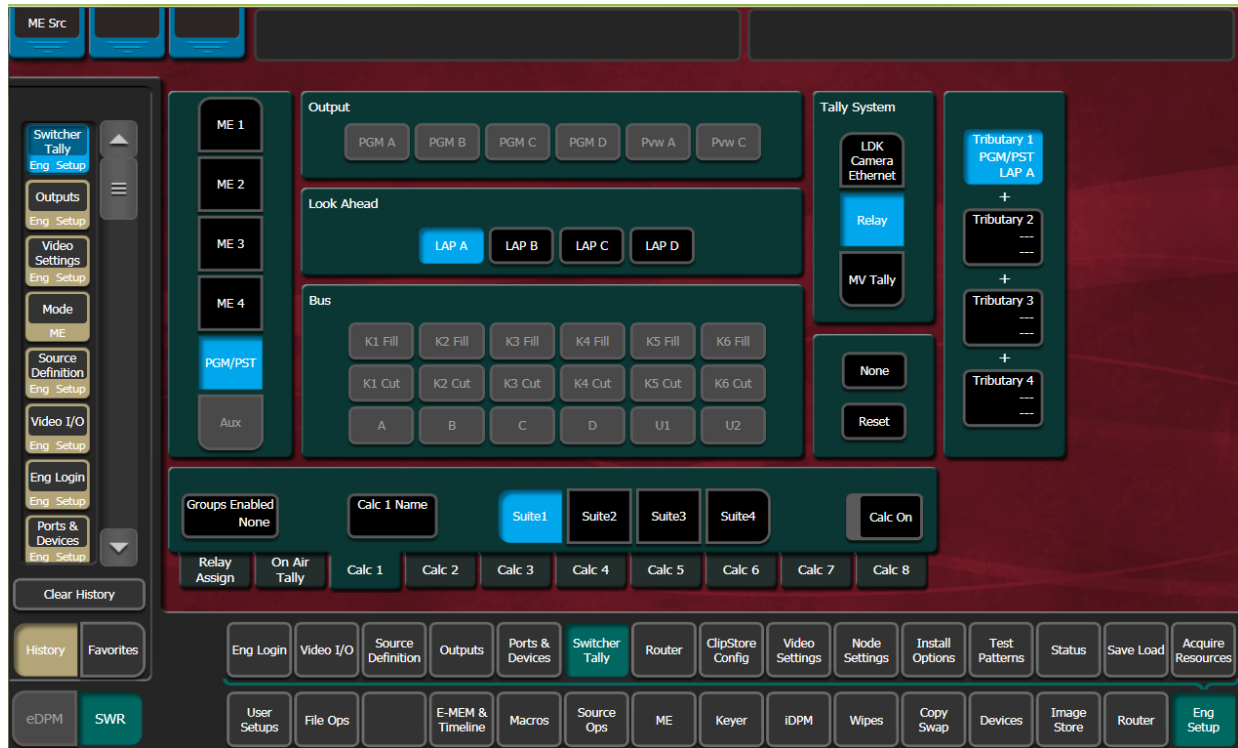 ME Src
Switcher
Tally
Eng Setup
Outputs
Eng Setup
Video
Settings
Eng Setup
Mode
ME
Source
Definition
Eng Setup
Video I/O
Eng Setup
Eng Login
Eng Setup
Ports &
Devices
Eng Setup
Clear History
History
Favorites
eDPM
SWR
ME 1
ME 2
ME 3
ME 4
PGM/PST
Aux
Output
PGM A PGM B PGM C PGM D Pvw A Pvw C
Look Ahead
LAP A LAP B LAP C LAP D
Bus
K1 Fill K2 Fill K3 Fill K4 Fill K5 Fill K6 Fill
K1 Cut K2 Cut K3 Cut K4 Cut K5 Cut K6 Cut
A B C D U1 U2
Tally System
LDK
Camera
Ethernet
Relay
MV Tally
None
Reset
Tributary 1
PGM/PST
LAP A
+
Tributary 2
---
---
+
Tributary 3
---
---
+
Tributary 4
---
---
Groups Enabled
None
Calc 1 Name
Suite1 Suite2 Suite3 Suite4
Calc On
Relay
Assign
On Air
Tally
Calc 1 Calc 2 Calc 3 Calc 4 Calc 5 Calc 6 Calc 7 Calc 8
Eng Login
Video I/O
Source
Definition
Outputs
Ports &
Devices
Switcher
Tally
Router
ClipStore
Config
Video
Settings
Node
Settings
Install
Options
Test
Patterns
Status
Save Load
Acquire
Resources
User
Setups
File Ops
E-MEM &
Timeline
Macros
Source
Ops
ME
Keyer
iDPM
Wipes
Copy
Swap
Devices
Image
Store
Router
Eng
Setup